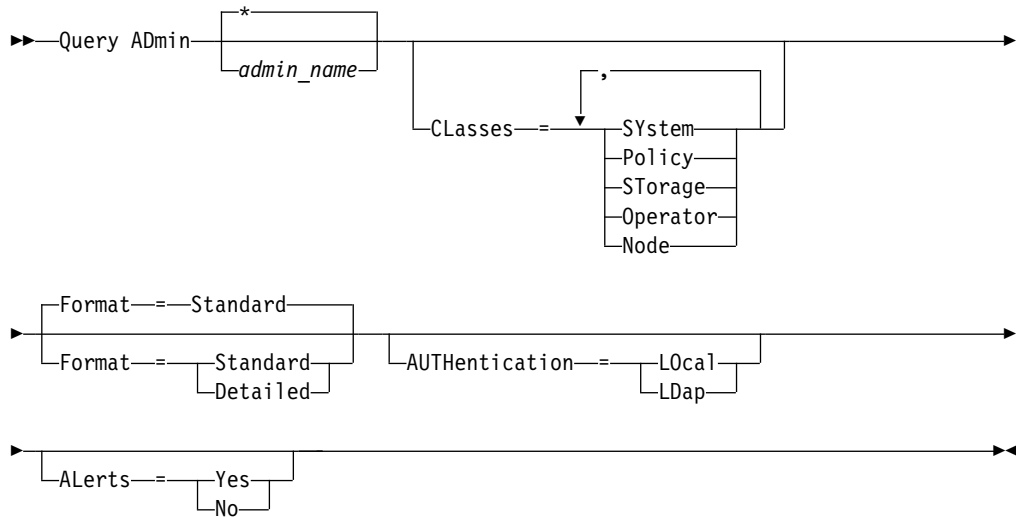 *
Query ADmin
admin_name
,
CLasses = SYstem
Policy
STorage
Operator
Node
Format = Standard
Format = Standard
Detailed
AUTHentication = LOcal
LDap
ALerts = Yes
No